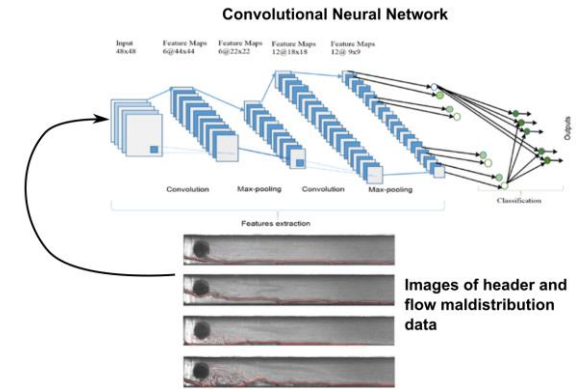 Convolutional Neural Network
Input
48x48
Feature Maps
6@44x44
Feature Maps
6@22x22
Feature Maps
12@18x18
Feature Maps
12@ 9x9
Outputs
Convolution
Max-pooling
Convolution
Max-pooling
Classification
Features extraction
Images of header and
flow maldistribution
data